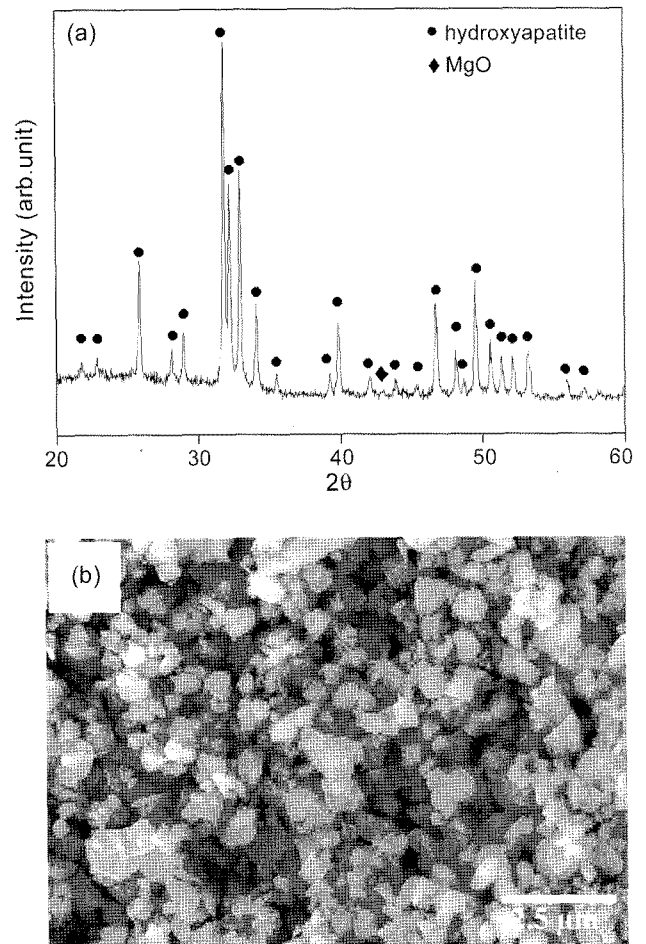 (a)
● hydroxyapatite
◆ MgO
Intensity (arb.unit)
20 30 40 50 60
2θ
(b)
.5 μm